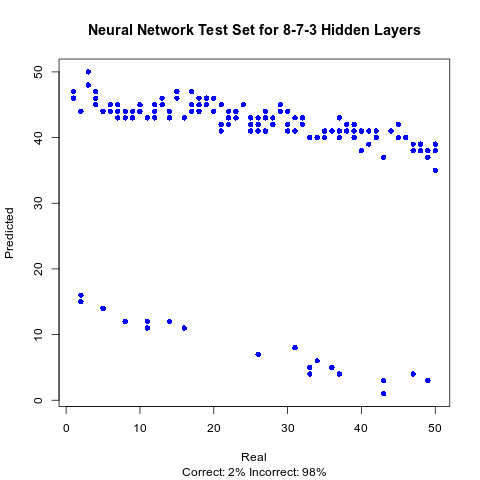 Neural Network Test Set for 8-7-3 Hidden Layers
Predicted
50
40
30
20
10
0
0 10 20 30 40 50
Real
Correct: 2% Incorrect: 98%